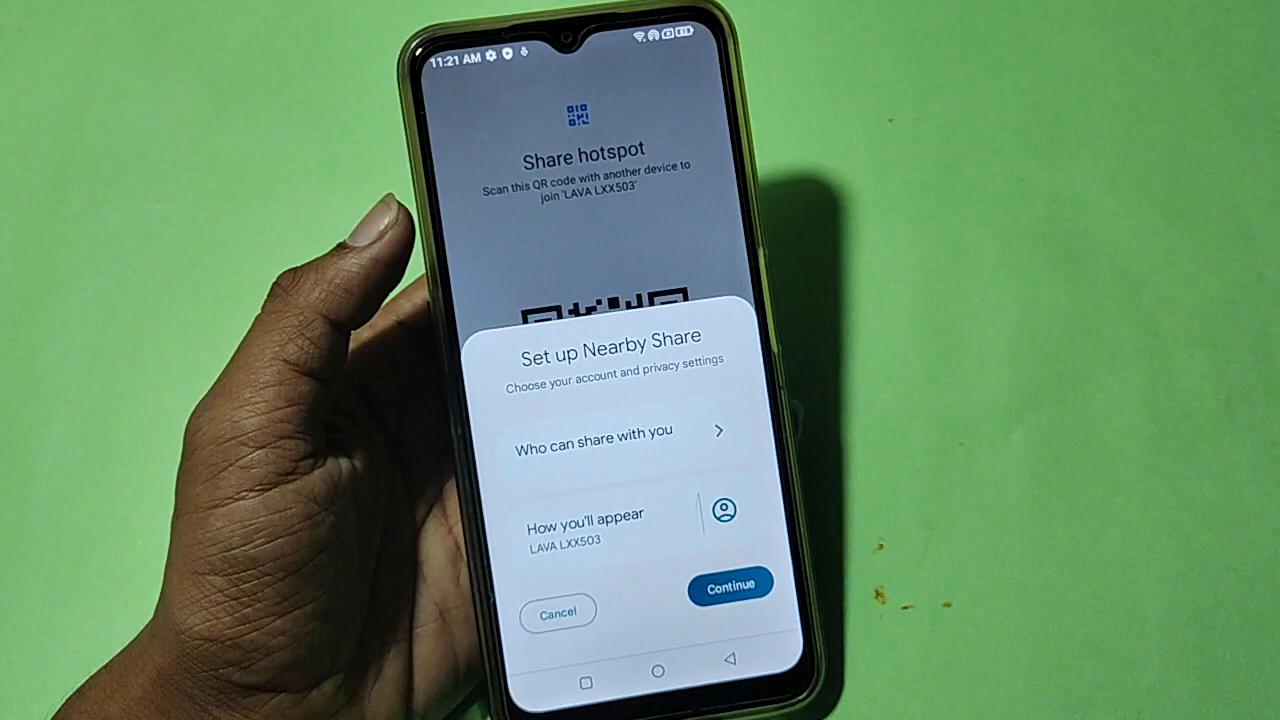 11:21 AM
Share hotspot
Scan this QR code with another device to
join 'LAVA LXX503'
Set up Nearby Share
Choose your account and privacy settings
Who can share with you
How you'll appear
LAVA LXX503
Cancel
Continue